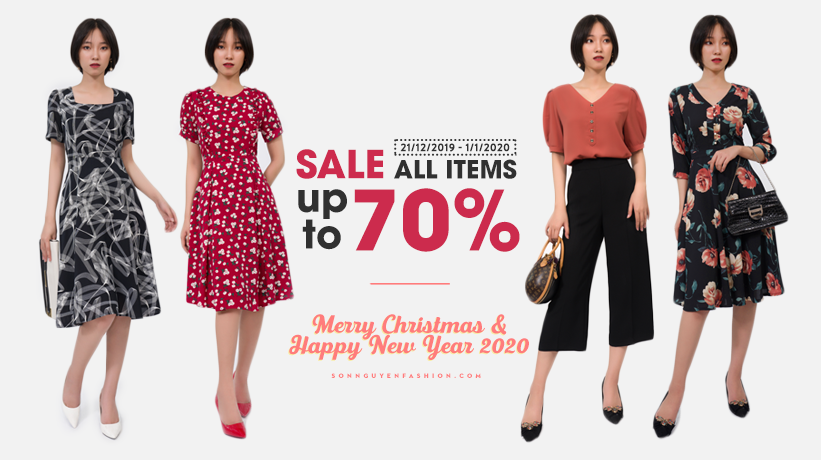 21/12/2019 - 1/1/2020
SALE ALL ITEMS
up to 70%
Merry Christmas &
Happy New Year 2020
SONNGUYENFASHION.COM